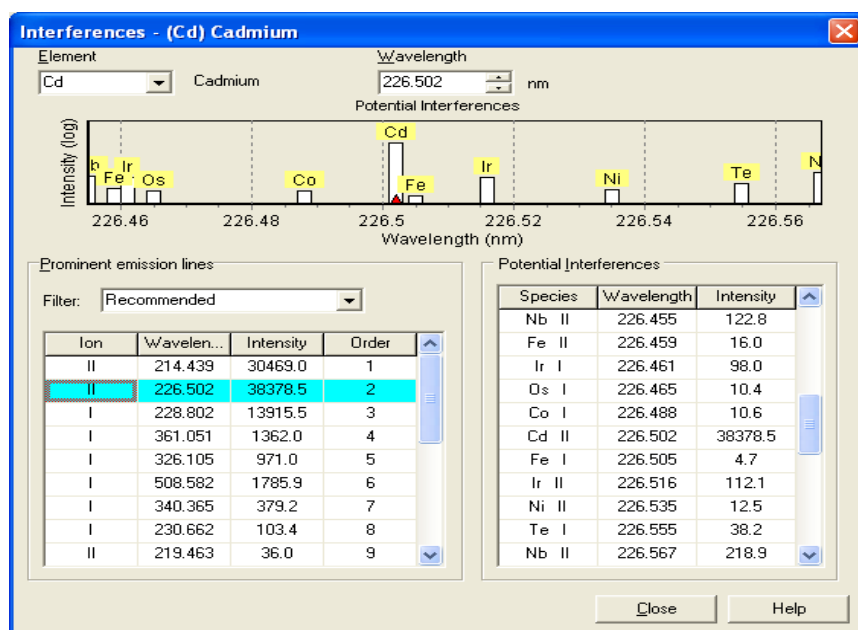 Interferences - (Cd) Cadmium
Element
Wavelength
Cd
Cadmium
226.502
nm
Potential Interferences
Intensity (log)
b Fe Ir Os Co Cd Fe Ir Ni Te N
226.46 226.48 226.5 226.52 226.54 226.56
Wavelength (nm)
Prominent emission lines
Filter: Recommended
Ion Wavelen... Intensity Order
II 214.439 30469.0 1
II 226.502 38378.5 2
I 228.802 13915.5 3
I 361.051 1362.0 4
I 326.105 971.0 5
I 508.582 1785.9 6
I 340.365 379.2 7
I 230.662 103.4 8
II 219.463 36.0 9
Potential Interferences
Species Wavelength Intensity
Nb II 226.455 122.8
Fe II 226.459 16.0
Ir I 226.461 98.0
Os I 226.465 10.4
Co I 226.488 10.6
Cd II 226.502 38378.5
Fe I 226.505 4.7
Ir II 226.516 112.1
Ni II 226.535 12.5
Te I 226.555 38.2
Nb II 226.567 218.9
Close
Help